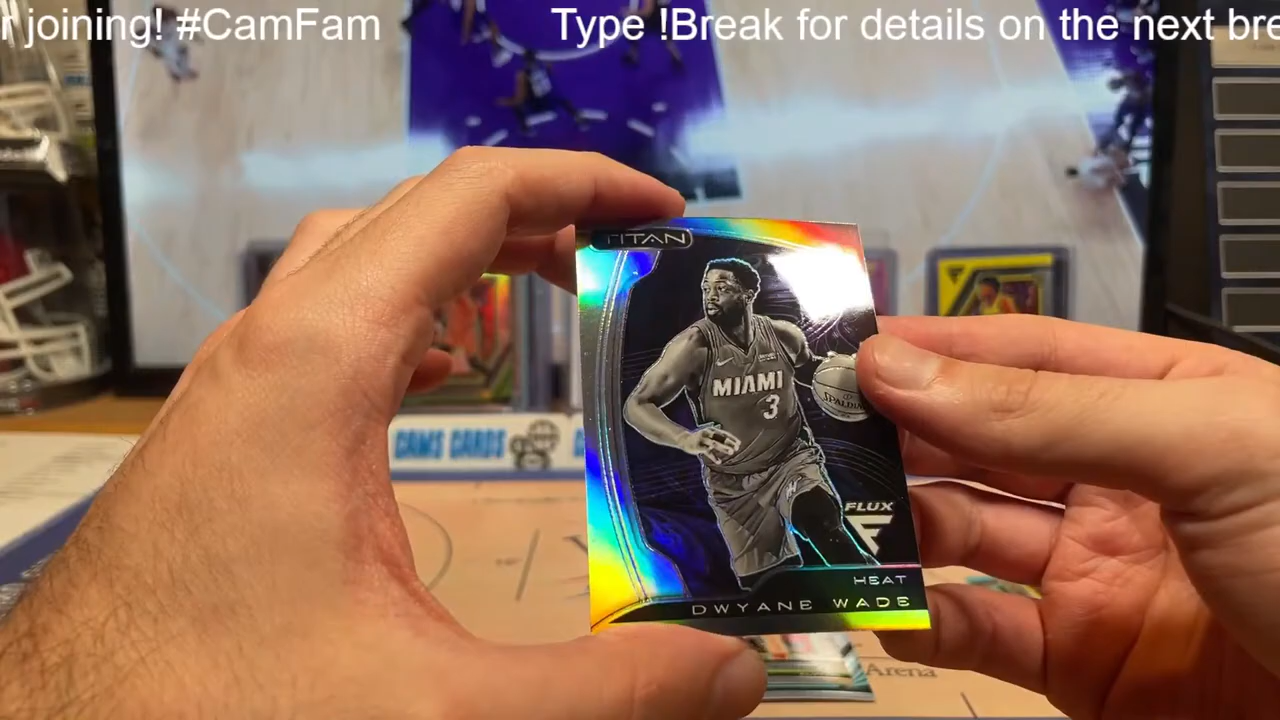 r joining! #CamFam
Type !Break for details on the next bre
TITAN
MIAMI
3
SPALDING
CAMS CARDS
FLUX
HEAT
DWYANE WADE
Arena